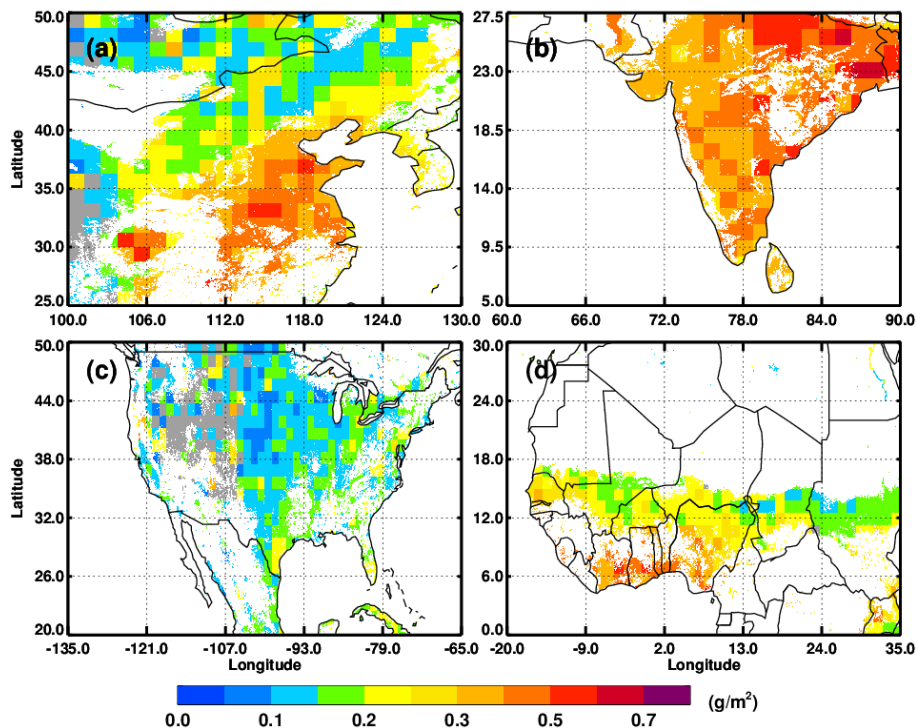 50.0
45.0
40.0
35.0
30.0
25.0
Latitude
(a)
100.0 106.0 112.0 118.0 124.0 130.0
27.5
23.0
18.5
14.0
9.5
5.0
(b)
60.0 66.0 72.0 78.0 84.0 90.0
50.0
44.0
38.0
32.0
26.0
20.0
Latitude
(c)
-135.0 -121.0 -107.0 -93.0 -79.0 -65.0
Longitude
30.0
24.0
18.0
12.0
6.0
0.0
(d)
-20.0 -9.0 2.0 13.0 24.0 35.0
Longitude
0.0 0.1 0.2 0.3 0.5 0.7 (g/m²)